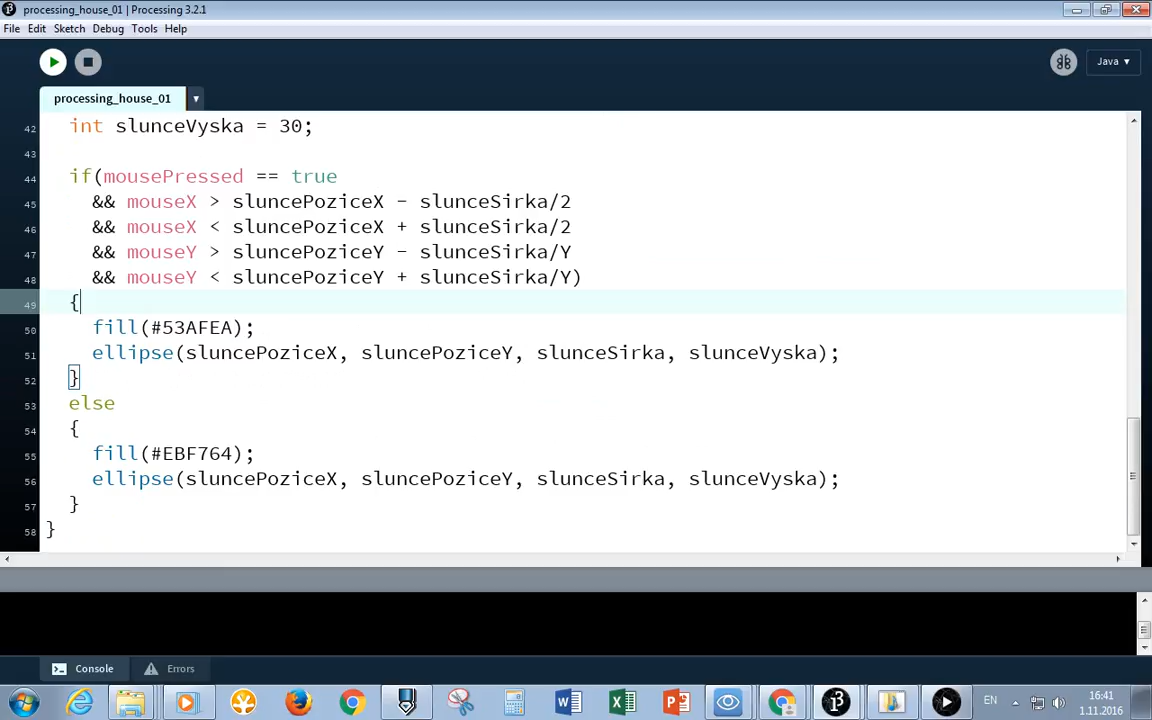 processing_house_01 | Processing 3.2.1
File Edit Sketch Debug Tools Help
Java ▾
processing_house_01 ▾
42 int slunceVyska = 30;
43
44 if(mousePressed == true
45 && mouseX > sluncePoziceX - slunceSirka/2
46 && mouseX < sluncePoziceX + slunceSirka/2
47 && mouseY > sluncePoziceY - slunceSirka/Y
48 && mouseY < sluncePoziceY + slunceSirka/Y)
49 {
50 fill(#53AFEA);
51 ellipse(sluncePoziceX, sluncePoziceY, slunceSirka, slunceVyska);
52 }
53 else
54 {
55 fill(#EBF764);
56 ellipse(sluncePoziceX, sluncePoziceY, slunceSirka, slunceVyska);
57 }
58 }
Console Errors
EN 16:41
1.11.2016